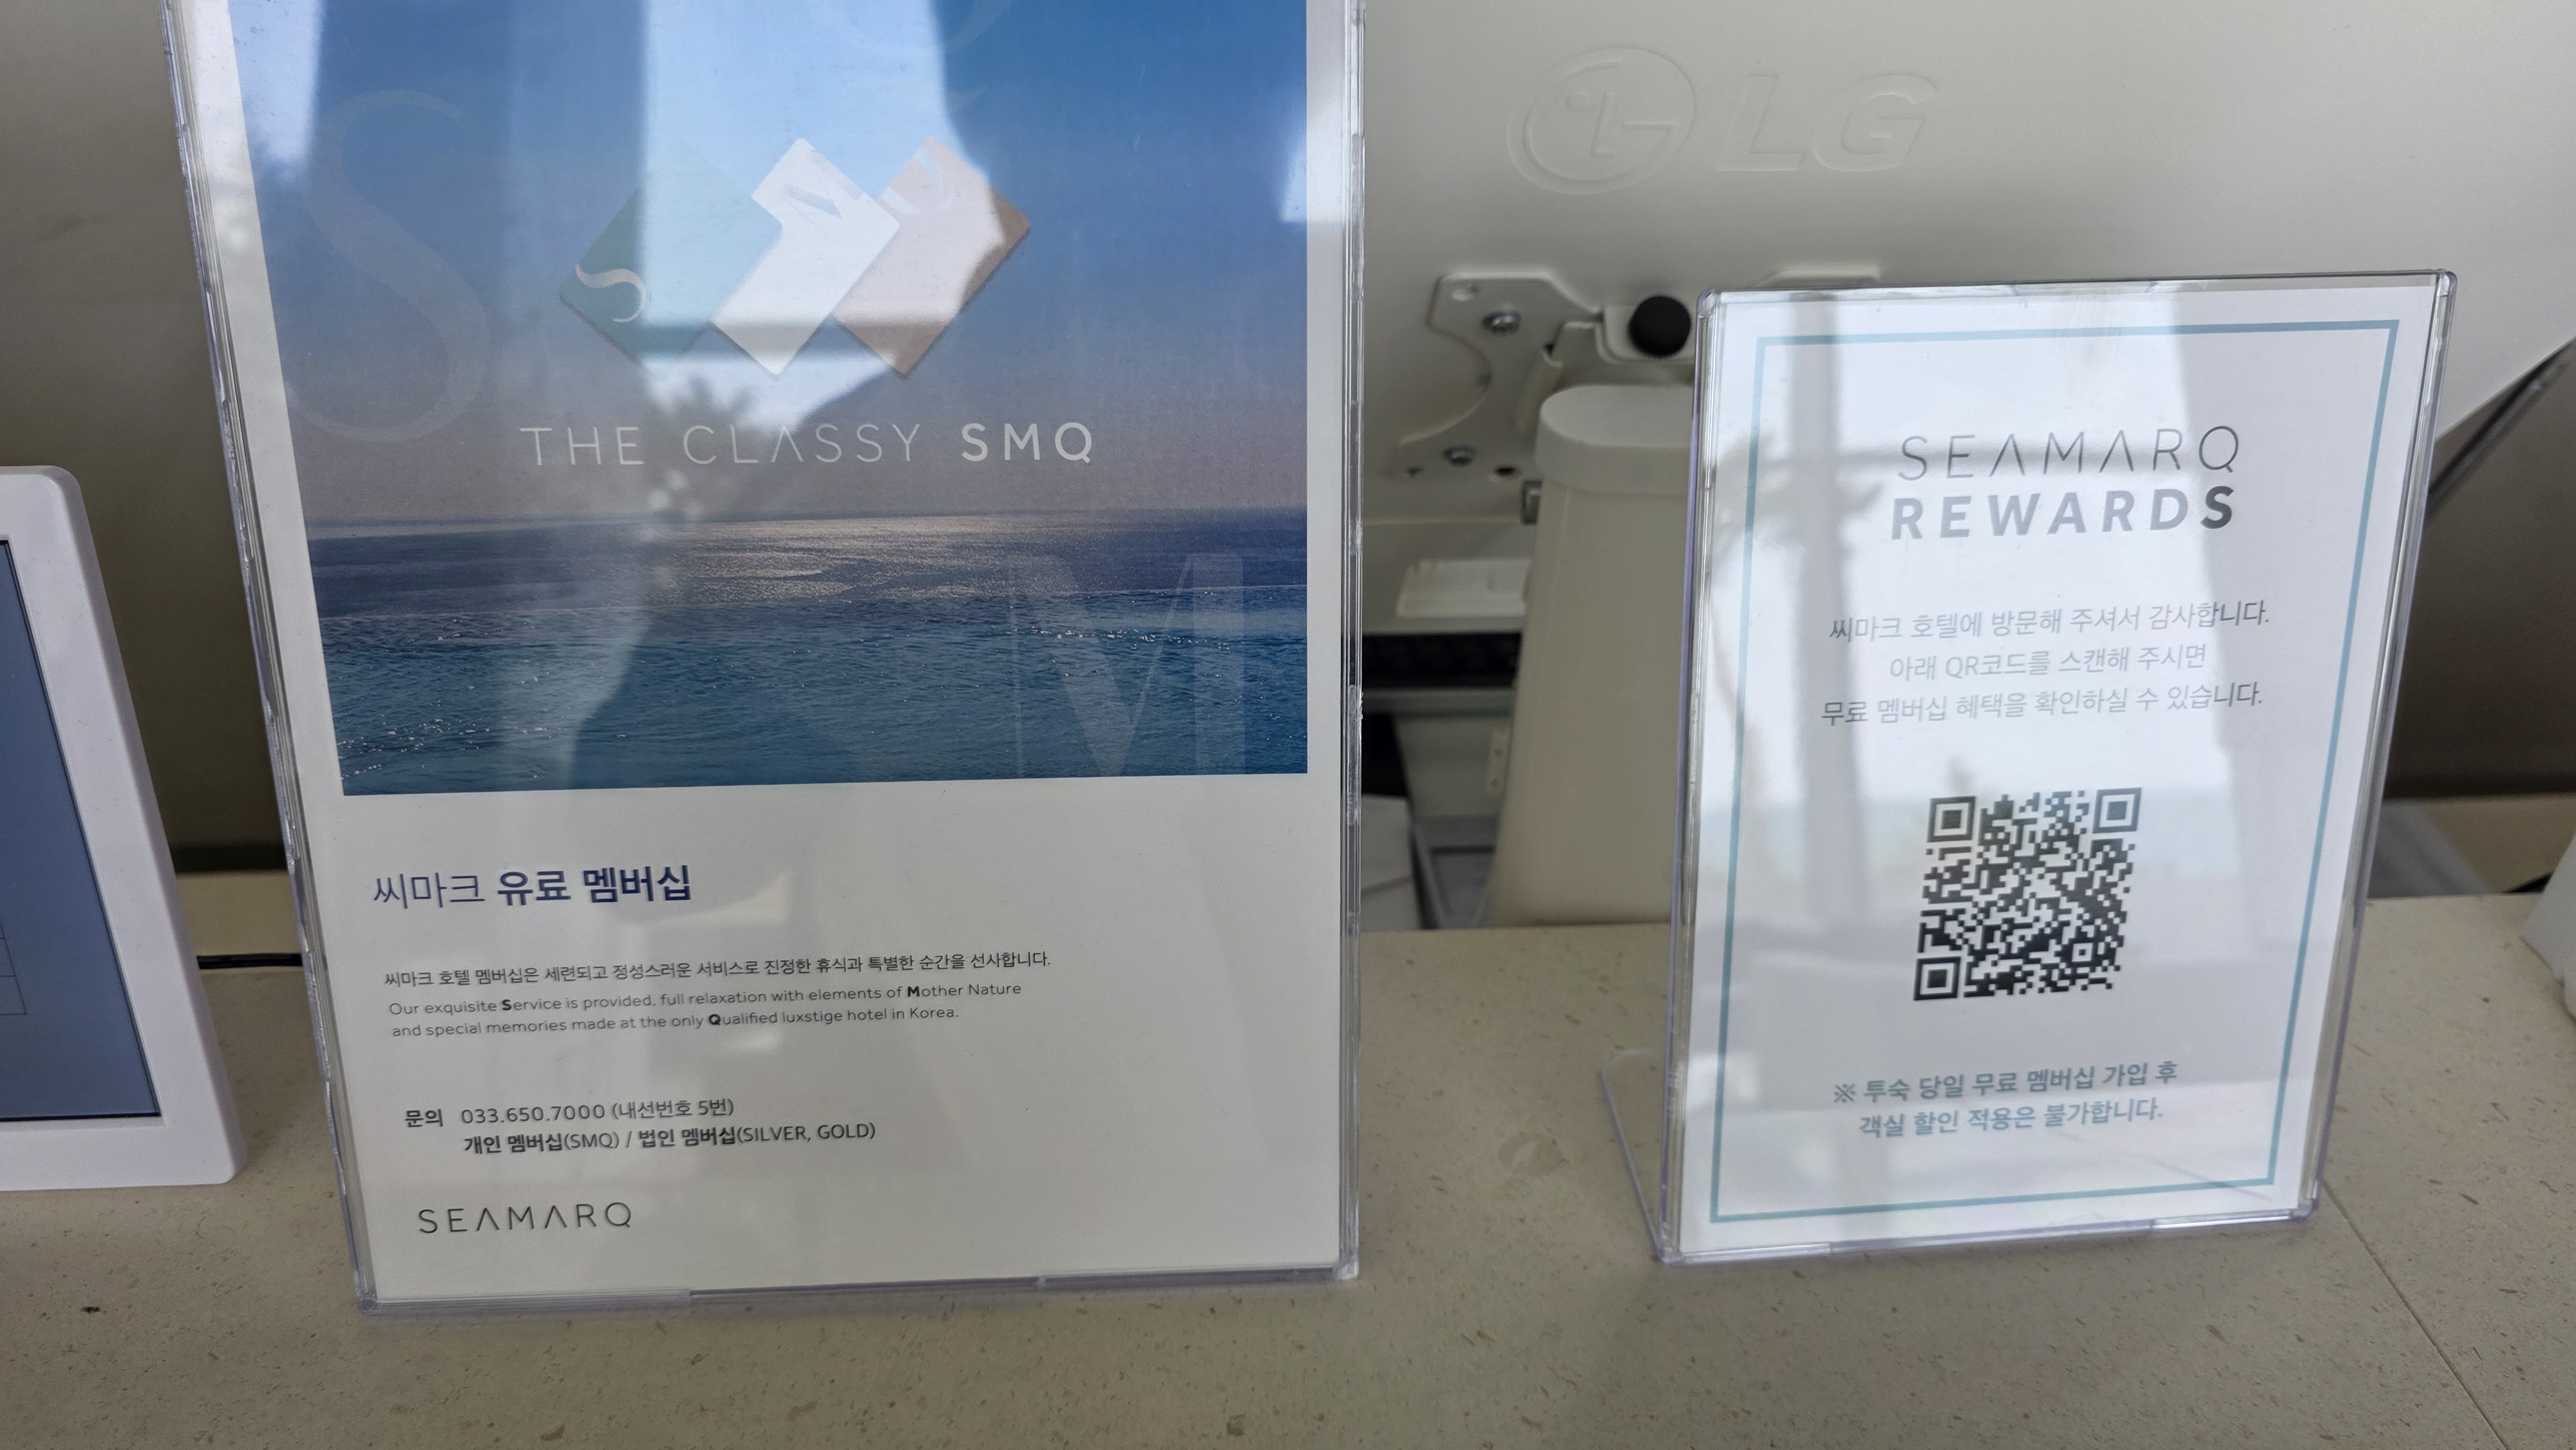 S
M
Q
THE CLASSY SMQ
M
씨마크 유료 멤버십
씨마크 호텔 멤버십은 세련되고 정성스러운 서비스로 진정한 휴식과 특별한 순간을 선사합니다.
Our exquisite Service is provided, full relaxation with elements of Mother Nature
and special memories made at the only Qualified luxstige hotel in Korea.
문의 033.650.7000 (내선번호 5번)
개인 멤버십(SMQ) / 법인 멤버십(SILVER, GOLD)
SEAMARQ
LG
SEAMARQ
REWARDS
씨마크 호텔에 방문해 주셔서 감사합니다.
아래 QR코드를 스캔해 주시면
무료 멤버십 혜택을 확인하실 수 있습니다.
※ 투숙 당일 무료 멤버십 가입 후
객실 할인 적용은 불가합니다.